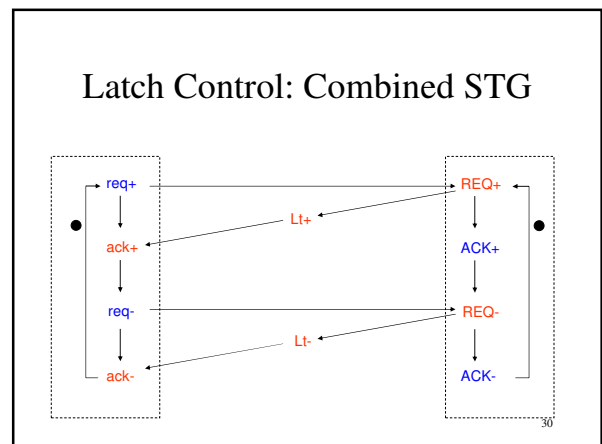 Latch Control: Combined STG
req+
REQ+
Lt+
ack+
ACK+
req-
REQ-
Lt-
ack-
ACK-
30